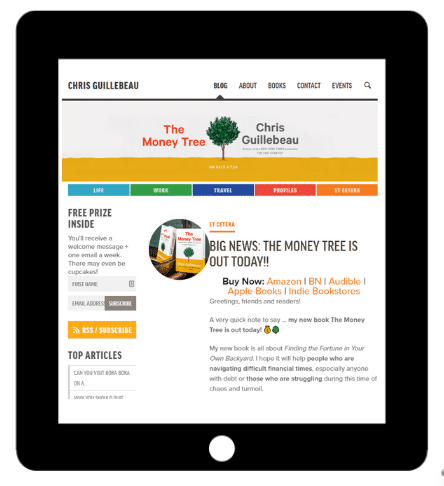 CHRIS GUILLEBEAU
BLOG ABOUT BOOKS CONTACT EVENTS
The
Money Tree
Chris
Guillebeau
LIFE WORK TRAVEL PROFILES ET CETERA
FREE PRIZE
INSIDE
You'll receive a
welcome message +
one email a week.
There may even be
cupcakes!
FIRST NAME
EMAIL ADDRES SUBSCRIBE
RSS / SUBSCRIBE
TOP ARTICLES
CAN YOU VISIT BORA BORA
ON A
The
Money Tree
ET CETERA
BIG NEWS: THE MONEY TREE IS
OUT TODAY!!
Buy Now: Amazon | BN | Audible |
Apple Books | Indie Bookstores
Greetings, friends and readers!
A very quick note to say ... my new book The Money
Tree is out today!
My new book is all about Finding the Fortune in Your
Own Backyard. I hope it will help people who are
navigating difficult financial times, especially anyone
with debt or those who are struggling during this time of
chaos and turmoil.